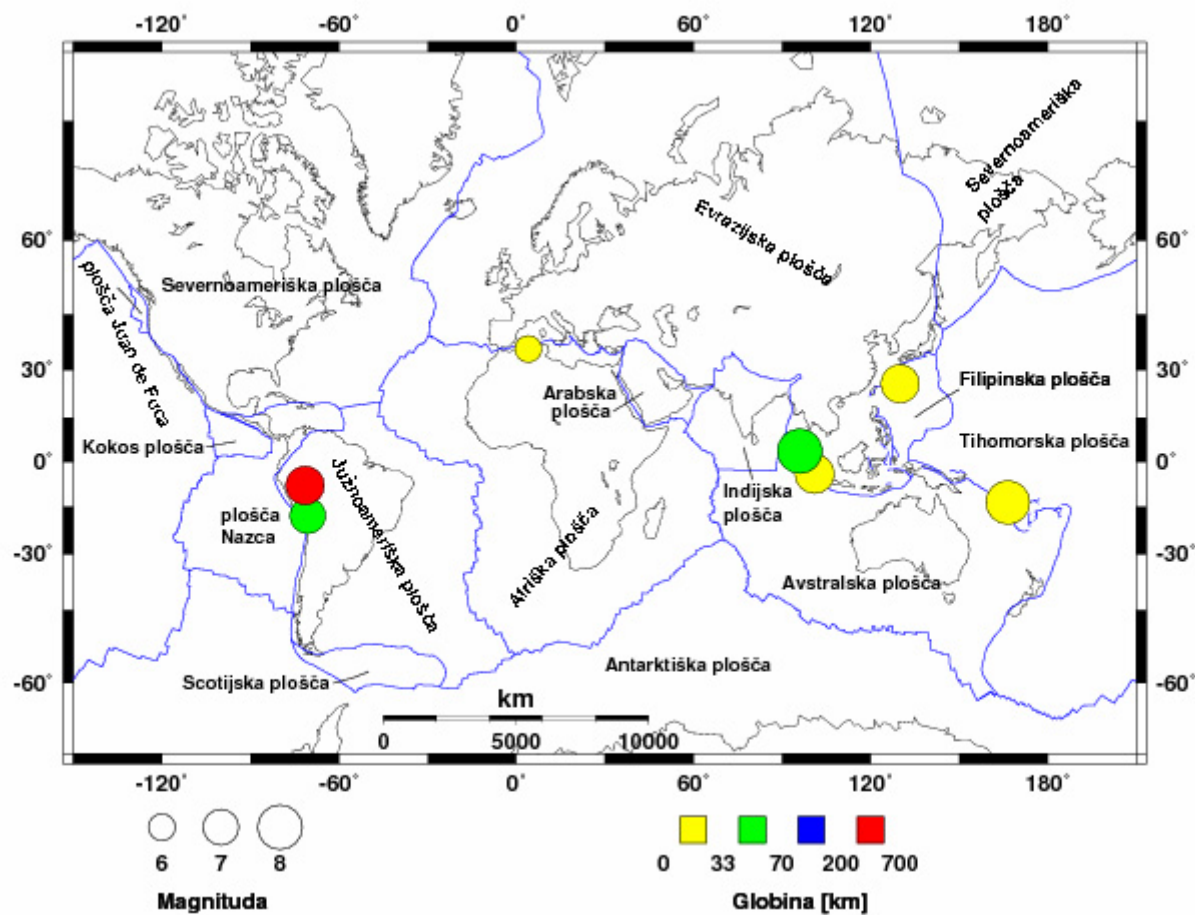 -120° -60° 0° 60° 120° 180°
Severnoameriška
plošča
Evrazijska plošča
60° 60°
plošča Juan de Fuca
Severnoameriška plošča
30° 30°
Arabska
plošča
Filipinska plošča
Kokos plošča
Tihomorska plošča
0° 0°
Južnoameriška plošča
Indijska
plošča
plošča
Nazca
Afriška plošča
-30° -30°
Avstralska plošča
Antarktiška plošča
Scotijska plošča
-60° -60°
km
0 5000 10000
-120° -60° 0° 60° 120° 180°
6 7 8
0 33 70 200 700
Magnituda
Globina [km]